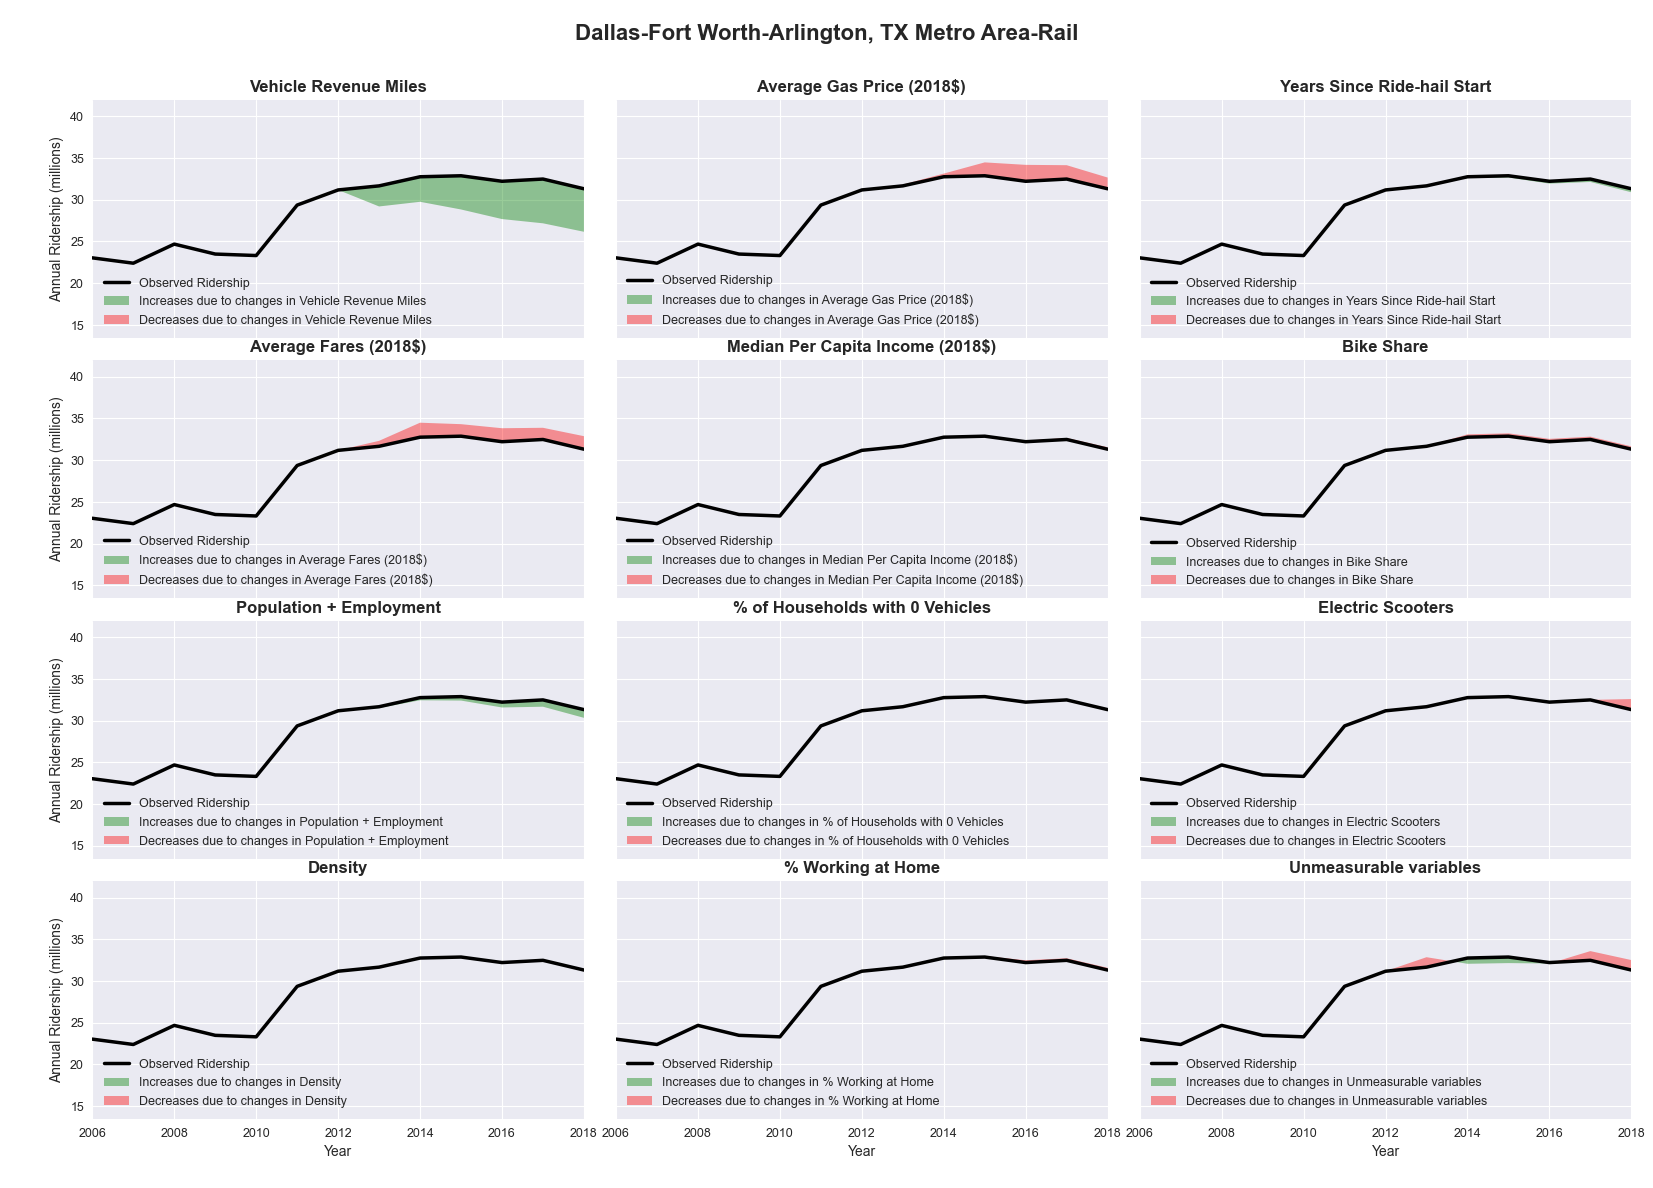 Dallas-Fort Worth-Arlington, TX Metro Area-Rail
Vehicle Revenue Miles
Average Gas Price (2018$)
Years Since Ride-hail Start
40
35
30
25
20
15
Annual Ridership (millions)
Observed Ridership
Increases due to changes in Vehicle Revenue Miles
Decreases due to changes in Vehicle Revenue Miles
Observed Ridership
Increases due to changes in Average Gas Price (2018$)
Decreases due to changes in Average Gas Price (2018$)
Observed Ridership
Increases due to changes in Years Since Ride-hail Start
Decreases due to changes in Years Since Ride-hail Start
Average Fares (2018$)
Median Per Capita Income (2018$)
Bike Share
40
35
30
25
20
15
Annual Ridership (millions)
Observed Ridership
Increases due to changes in Average Fares (2018$)
Decreases due to changes in Average Fares (2018$)
Observed Ridership
Increases due to changes in Median Per Capita Income (2018$)
Decreases due to changes in Median Per Capita Income (2018$)
Observed Ridership
Increases due to changes in Bike Share
Decreases due to changes in Bike Share
Population + Employment
% of Households with 0 Vehicles
Electric Scooters
40
35
30
25
20
15
Annual Ridership (millions)
Observed Ridership
Increases due to changes in Population + Employment
Decreases due to changes in Population + Employment
Observed Ridership
Increases due to changes in % of Households with 0 Vehicles
Decreases due to changes in % of Households with 0 Vehicles
Observed Ridership
Increases due to changes in Electric Scooters
Decreases due to changes in Electric Scooters
Density
% Working at Home
Unmeasurable variables
40
35
30
25
20
15
Annual Ridership (millions)
Observed Ridership
Increases due to changes in Density
Decreases due to changes in Density
Observed Ridership
Increases due to changes in % Working at Home
Decreases due to changes in % Working at Home
Observed Ridership
Increases due to changes in Unmeasurable variables
Decreases due to changes in Unmeasurable variables
2006 2008 2010 2012 2014 2016 2018
2006 2008 2010 2012 2014 2016 2018
2006 2008 2010 2012 2014 2016 2018
Year
Year
Year